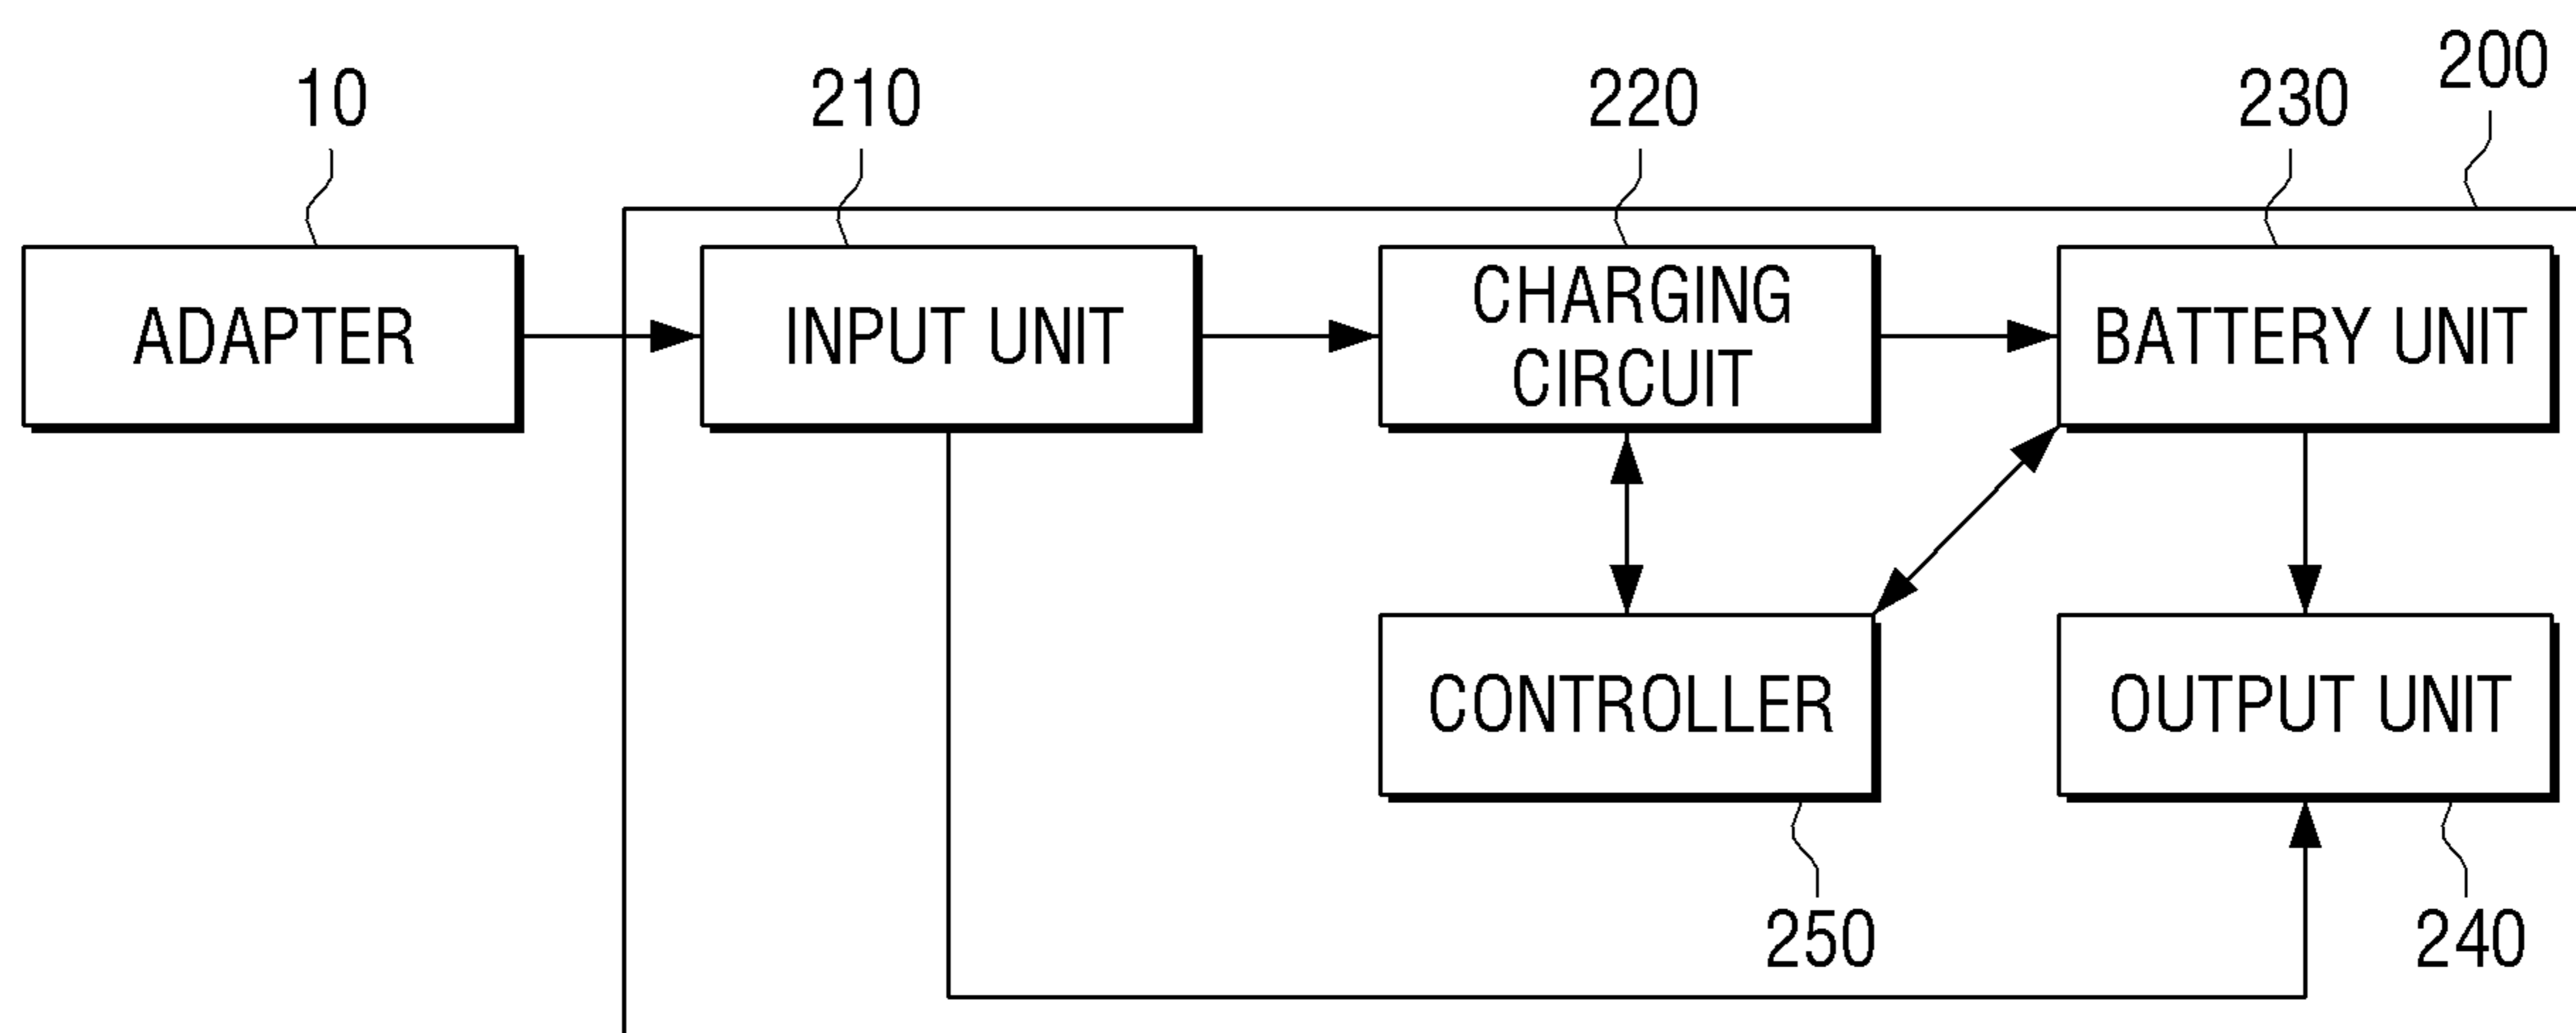 200
10
210
220
230
ADAPTER
INPUT UNIT
CHARGING
CIRCUIT
BATTERY UNIT
CONTROLLER
OUTPUT UNIT
250
240